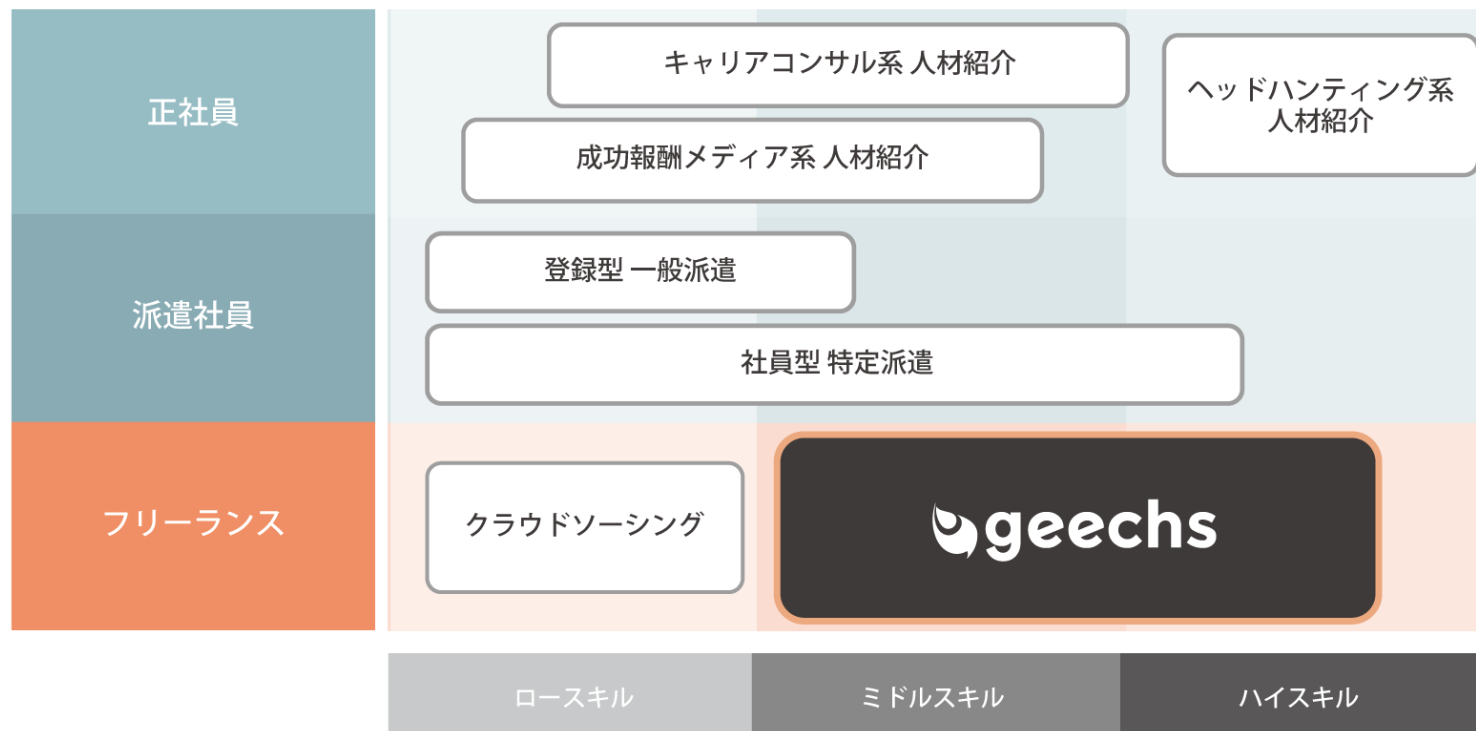 正社員
キャリアコンサル系 人材紹介
ヘッドハンティング系
人材紹介
成功報酬メディア系 人材紹介
派遣社員
登録型 一般派遣
社員型 特定派遣
フリーランス
クラウドソーシング
geechs
ロースキル
ミドルスキル
ハイスキル